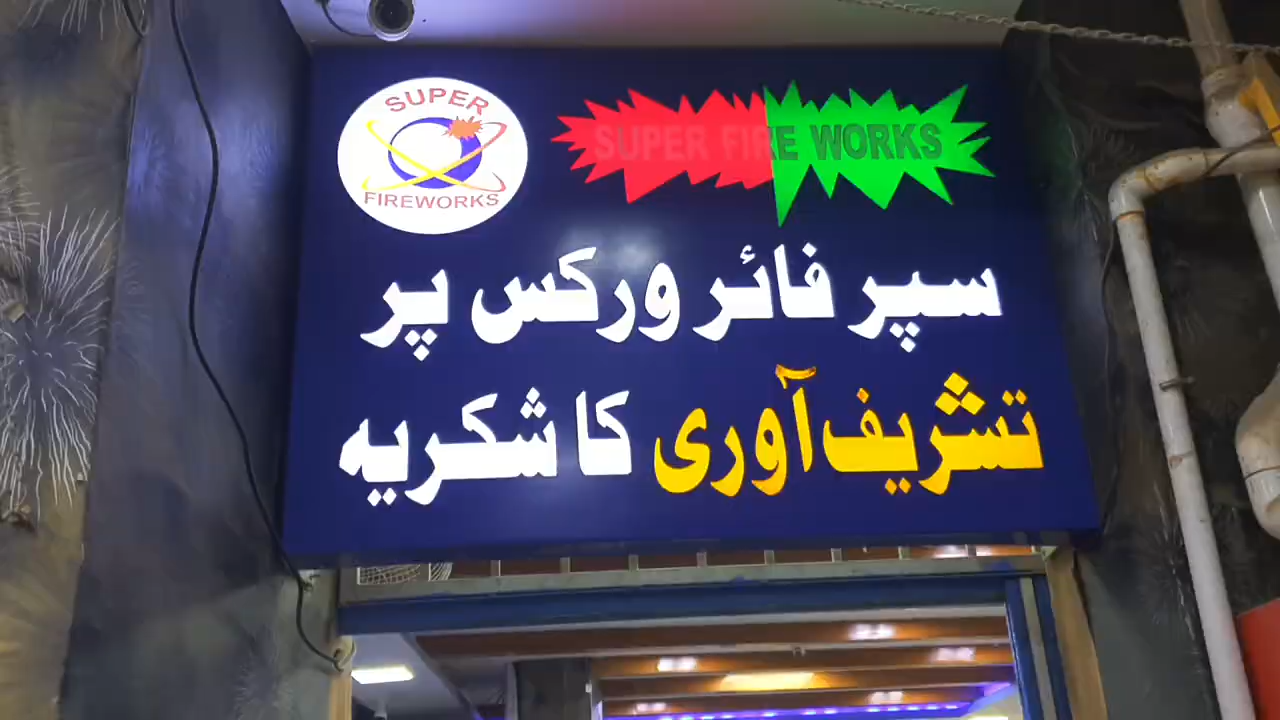 SUPER
FIREWORKS
SUPER FIRE WORKS
سپر فائر ورکس پر
تشریف آوری کا شکریہ